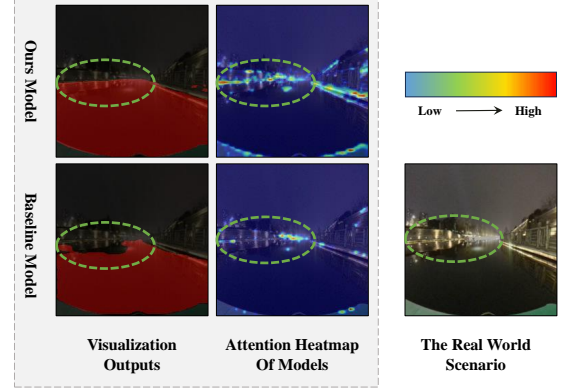 Ours Model
Low
High
Baseline Model
Visualization
Outputs
Attention Heatmap
Of Models
The Real World
Scenario